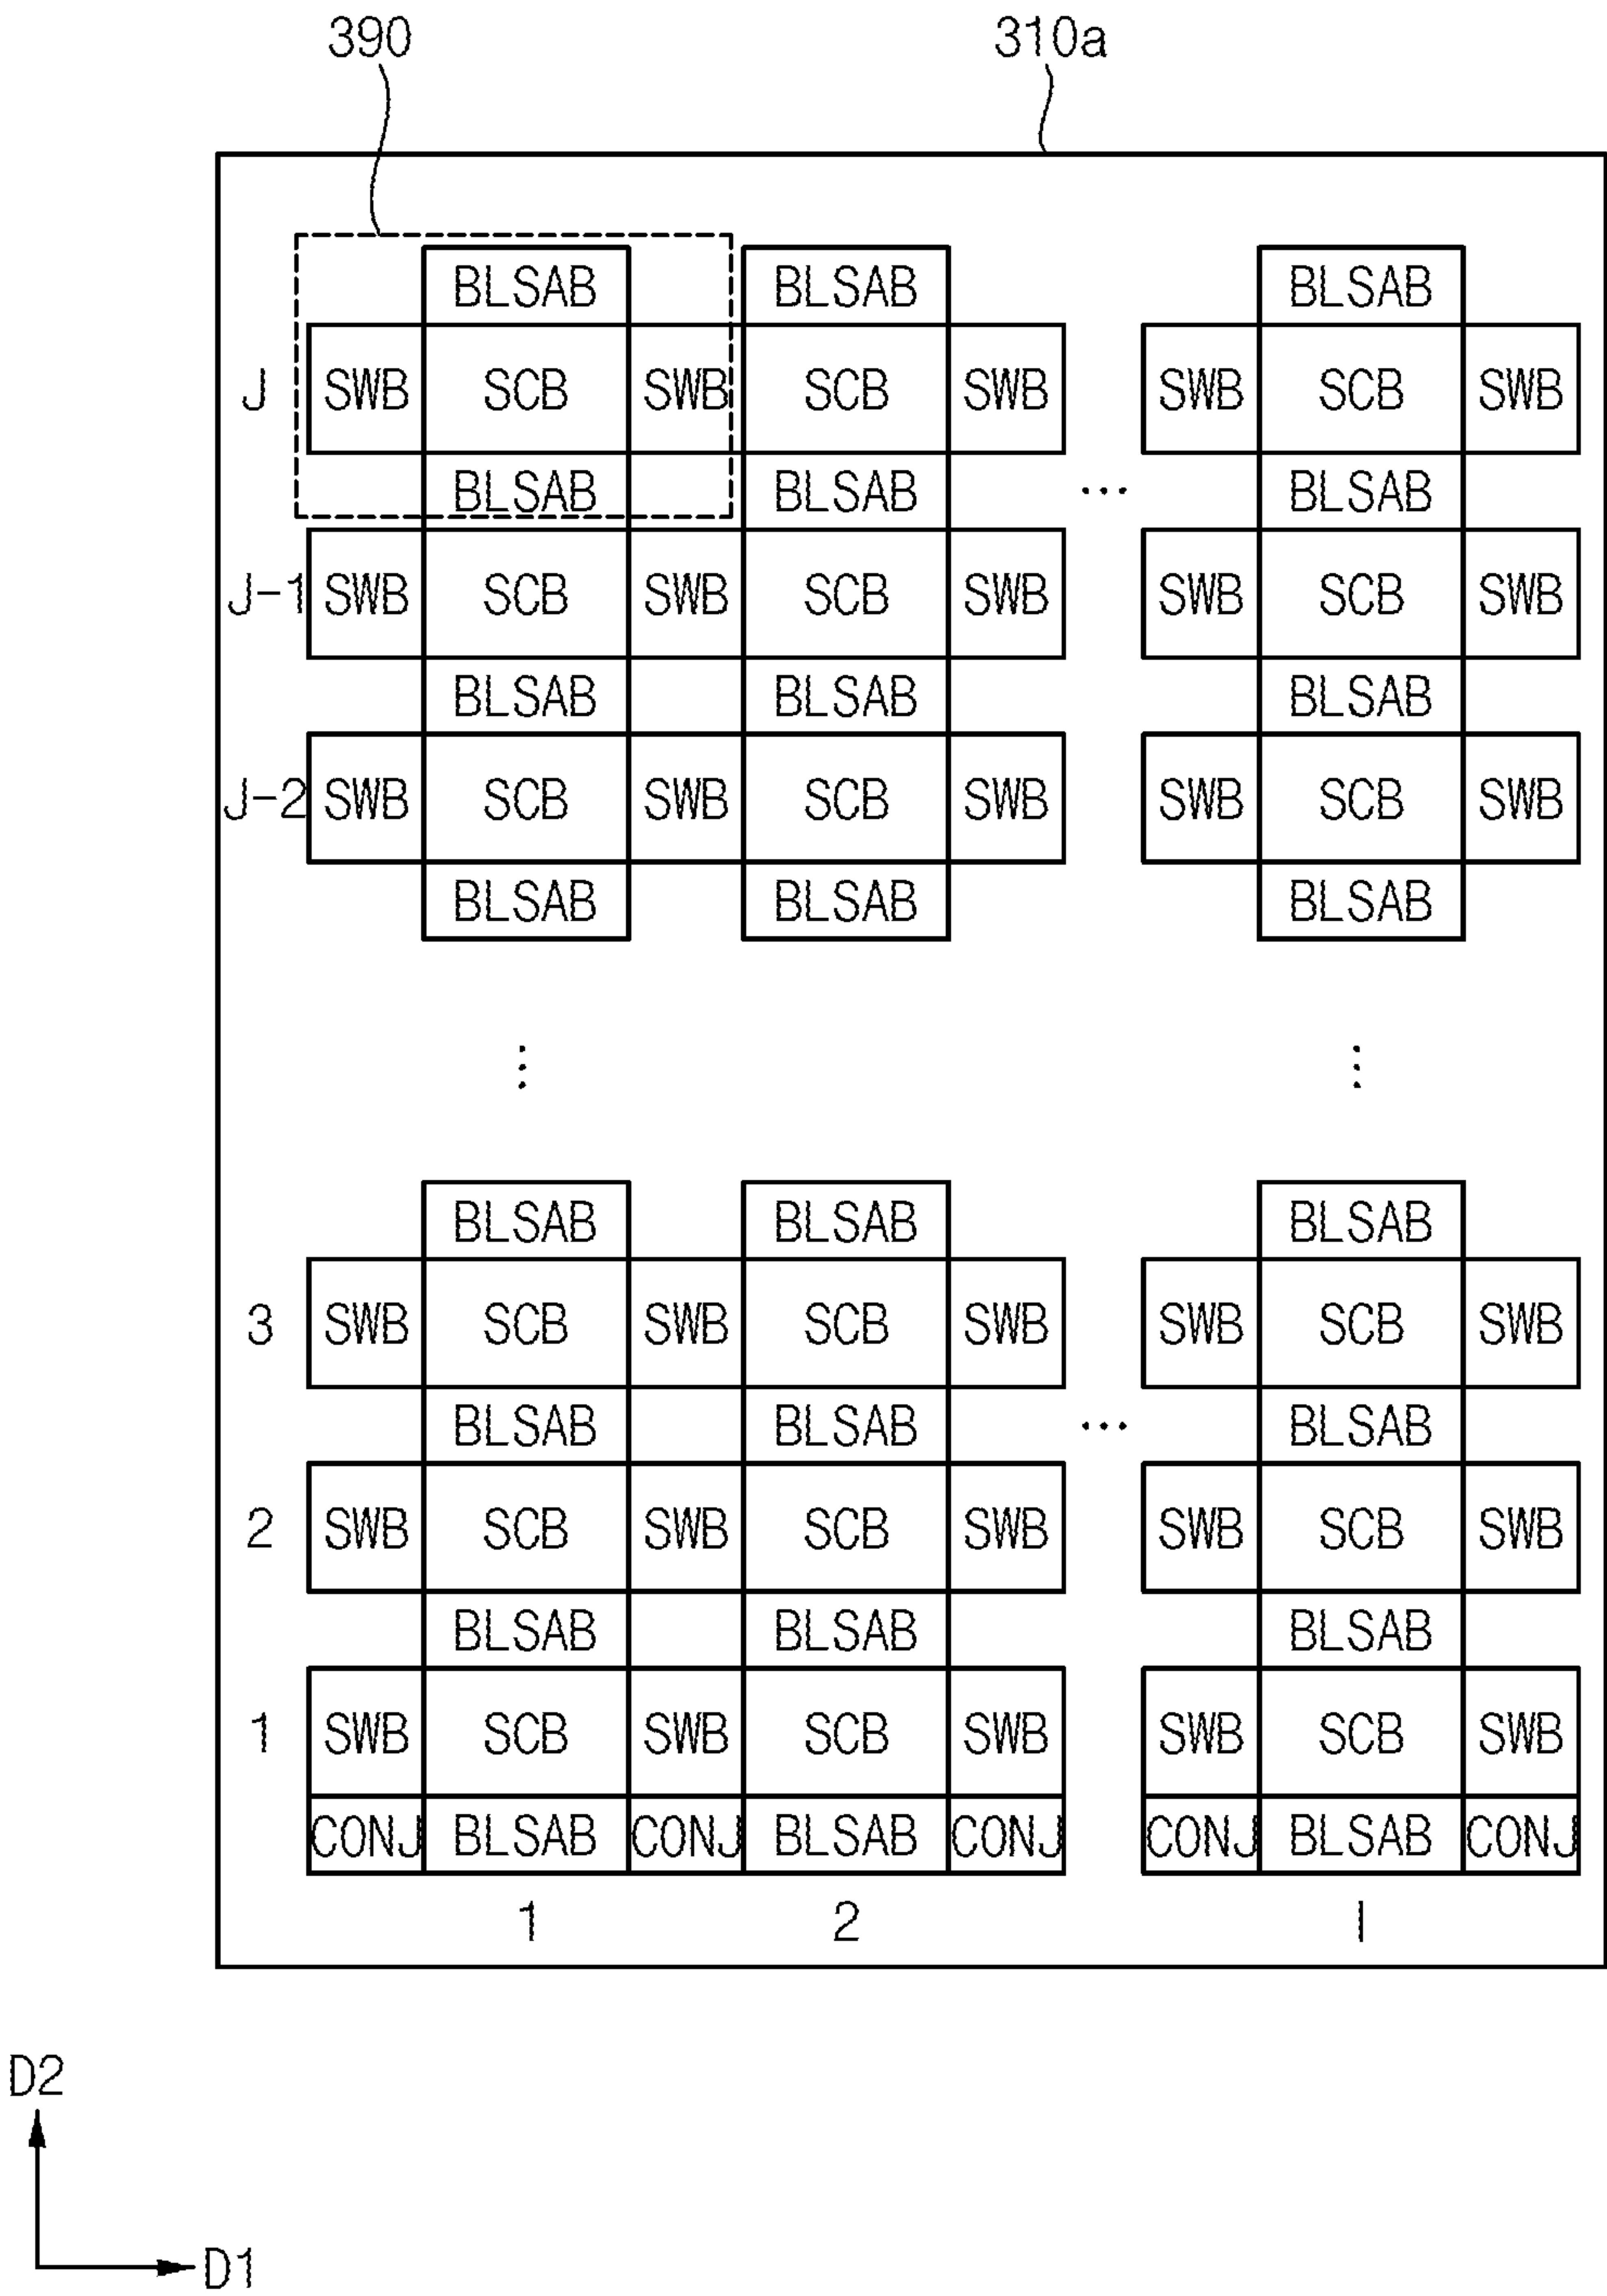 390 310a
BLSAB BLSAB BLSAB
J SWB SCB SWB SCB SWB SWB SCB SWB
BLSAB BLSAB ... BLSAB
J-1 SWB SCB SWB SCB SWB SWB SCB SWB
BLSAB BLSAB BLSAB
J-2 SWB SCB SWB SCB SWB SWB SCB SWB
BLSAB BLSAB BLSAB
⋮ ⋮
BLSAB BLSAB BLSAB
3 SWB SCB SWB SCB SWB SWB SCB SWB
BLSAB BLSAB ... BLSAB
2 SWB SCB SWB SCB SWB SWB SCB SWB
BLSAB BLSAB BLSAB
1 SWB SCB SWB SCB SWB SWB SCB SWB
CONJ BLSAB CONJ BLSAB CONJ CONJ BLSAB CONJ
1 2 I
D2
D1